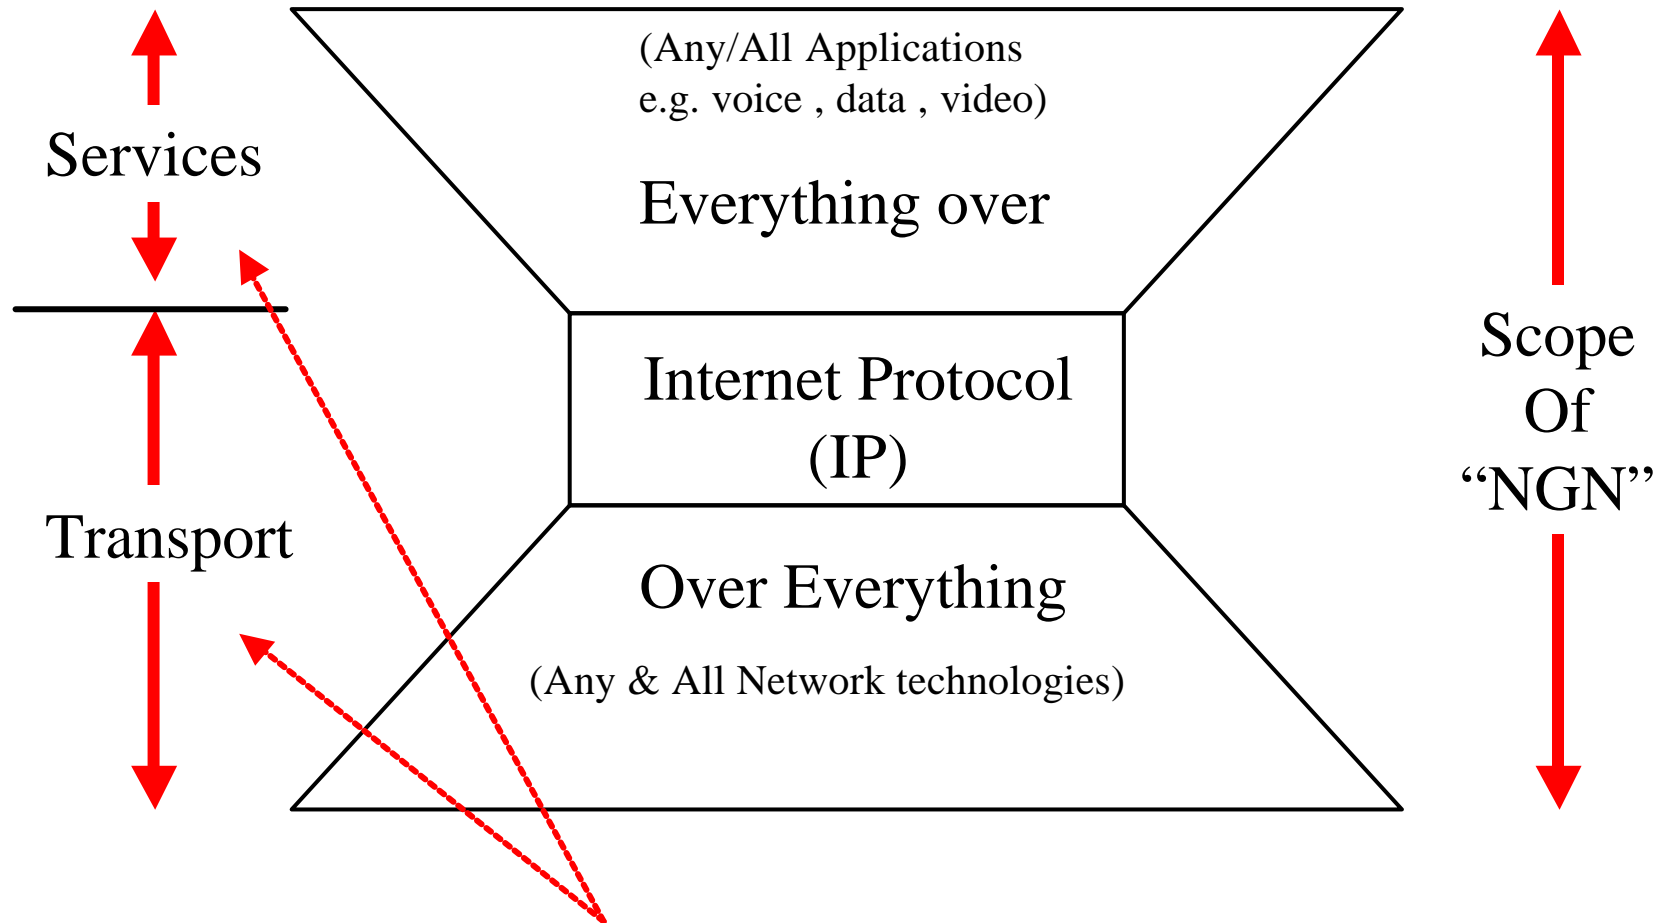 (Any/All Applications
e.g. voice , data , video)
Services
Everything over
Internet Protocol
(IP)
Scope
Of
“NGN”
Transport
Over Everything
(Any & All Network technologies)